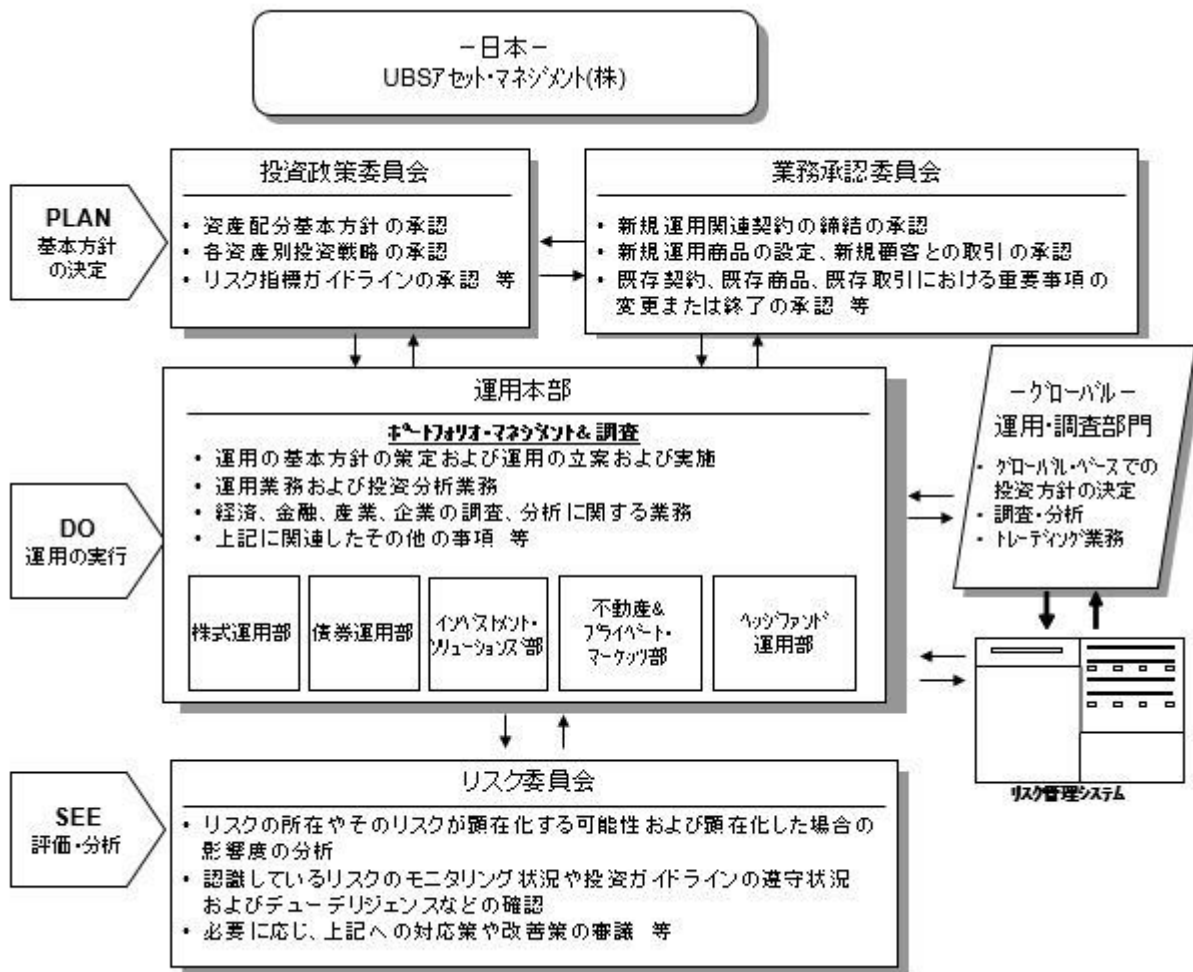 －日本－
UBSアセット・マネジメント(株)
投資政策委員会
・ 資産配分基本方針の承認
・ 各資産別投資戦略の承認
・ リスク指標ガイドラインの承認 等
業務承認委員会
・ 新規運用関連契約の締結の承認
・ 新規運用商品の設定、新規顧客との取引の承認
・ 既存契約、既存商品、既存取引における重要事項の
変更または終了の承認 等
PLAN
基本方針
の決定
運用本部
ポートフォリオ・マネジメント&調査
・ 運用の基本方針の策定および運用の立案および実施
・ 運用業務および投資分析業務
・ 経済、金融、産業、企業の調査、分析に関する業務
・ 上記に関連したその他の事項 等
株式運用部
債券運用部
インベストメント・
ソリューションズ部
不動産&
プライベート・
マーケッツ部
ヘッジファンド
運用部
DO
運用の実行
－グローバル－
運用・調査部門
・ グローバル・ベースでの
投資方針の決定
・ 調査・分析
・ トレーディング業務
リスク管理システム
SEE
評価・分析
リスク委員会
・ リスクの所在やそのリスクが顕在化する可能性および顕在化した場合の
影響度の分析
・ 認識しているリスクのモニタリング状況や投資ガイドラインの遵守状況
およびデューデリジェンスなどの確認
・ 必要に応じ、上記への対応策や改善策の審議 等